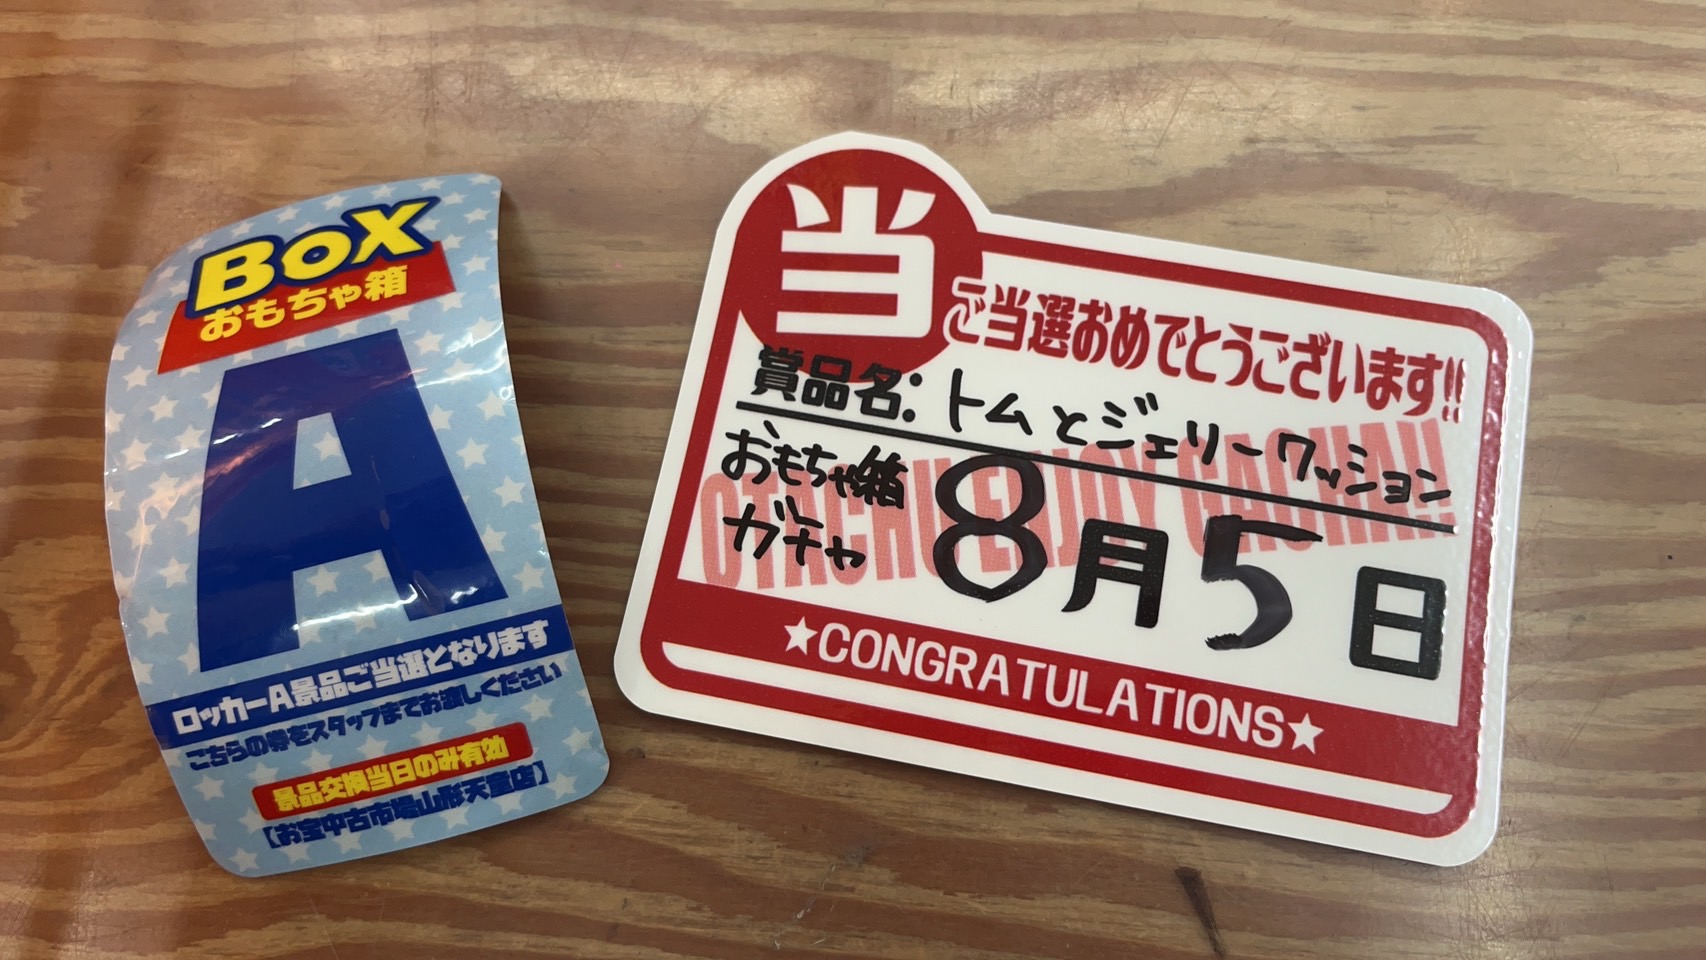 BOX
おもちゃ箱
A
ロッカーA景品ご当選となります
こちらの券をスタッフまでお渡しください
景品交換当日のみ有効
【お宝中古市場山形天童店】
当
ご当選おめでとうございます!!
賞品名:トムとジェリークッション
おもちゃ箱
ガチャ
8月5日
OTACHU ENJOY GACHA!!
★CONGRATULATIONS★